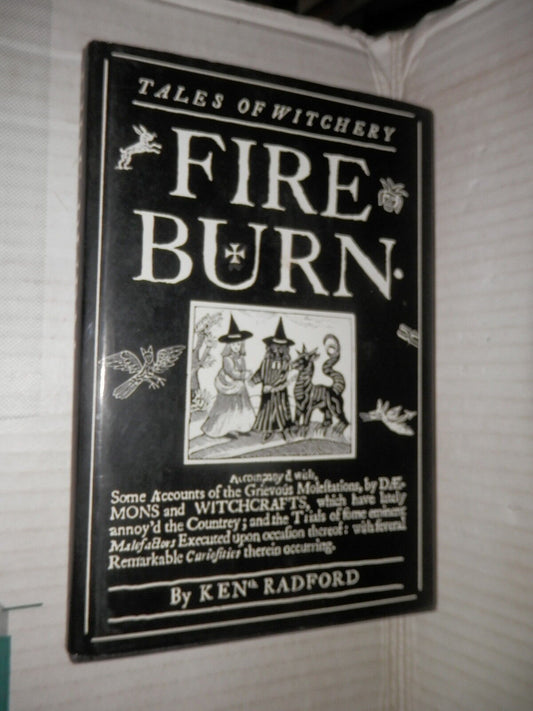 TALES OF WITCHERY
FIRE
BURN.
Accompany'd with,
Some Accounts of the Grievous Moleſtations, by DÆ-
MONS and WITCHCRAFTS, which have lately
annoy'd the Countrey; and the Trials of ſome eminent
Malefactors Executed upon occaſion thereof: with ſeveral
Remarkable Curioſities therein occurring.
By KENth RADFORD